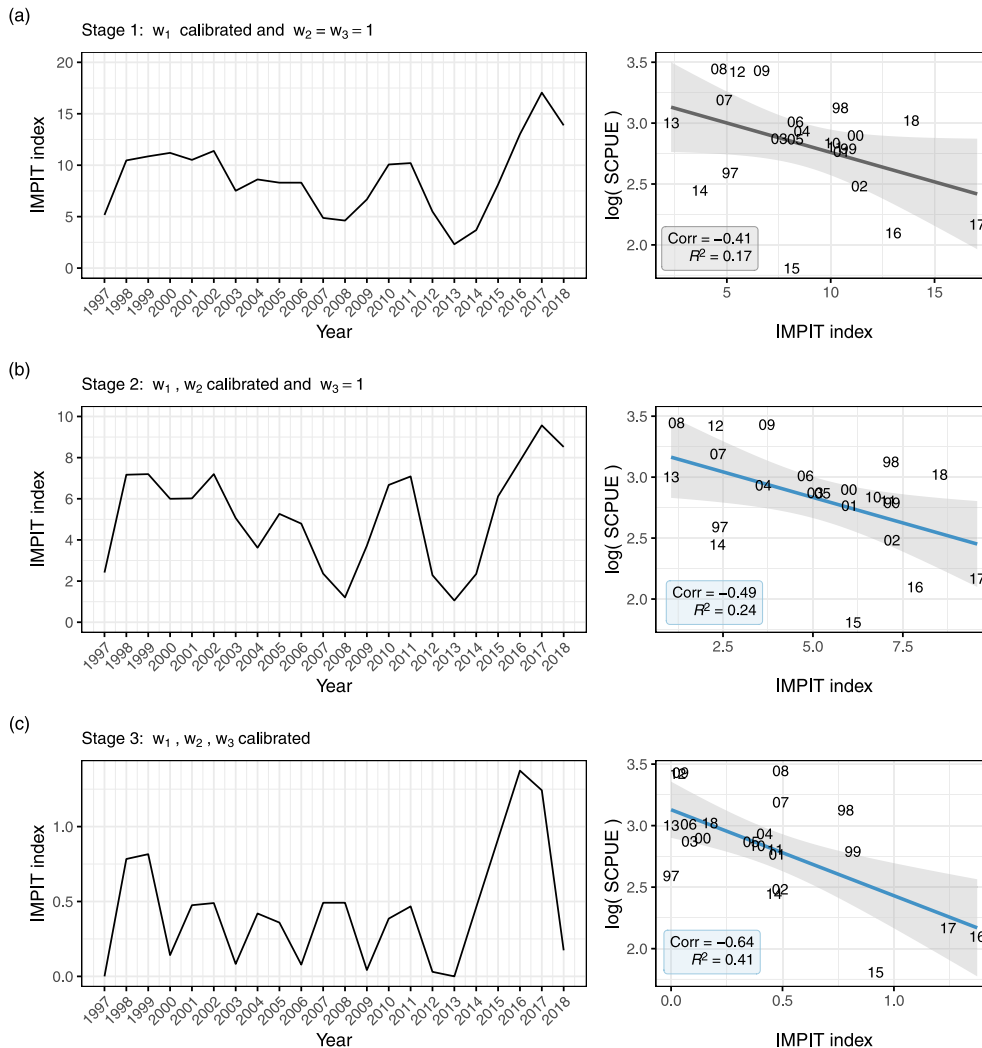 (a)
Stage 1: w1 calibrated and w2 = w3 = 1
20
15
10
5
0
IMPIT index
1997 1998 1999 2000 2001 2002 2003 2004 2005 2006 2007 2008 2009 2010 2011 2012 2013 2014 2015 2016 2017 2018
Year
3.5
3.0
2.5
2.0
log( SCPUE )
08 12 09
07
98
13 06 18
04
03 05 10 00
11 99
01
97
14 02
17
16
15
Corr = −0.41
R² = 0.17
5 10 15
IMPIT index
(b)
Stage 2: w1 , w2 calibrated and w3 = 1
10
8
6
4
2
0
IMPIT index
1997 1998 1999 2000 2001 2002 2003 2004 2005 2006 2007 2008 2009 2010 2011 2012 2013 2014 2015 2016 2017 2018
Year
3.5
3.0
2.5
2.0
log( SCPUE )
08 12 09
07
98
13 06 03
04 03 05 00 10 11
01 99
97
14 02
17
16
15
Corr = −0.49
R² = 0.24
2.5 5.0 7.5
IMPIT index
(c)
Stage 3: w1 , w2 , w3 calibrated
1.0
0.5
0.0
IMPIT index
1997 1998 1999 2000 2001 2002 2003 2004 2005 2006 2007 2008 2009 2010 2011 2012 2013 2014 2015 2016 2017 2018
Year
3.5
3.0
2.5
2.0
log( SCPUE )
12 09 08
07
98
13 06 18
04
03 00 05 10 11
01 99
97
14 02
17
16
15
Corr = −0.64
R² = 0.41
0.0 0.5 1.0
IMPIT index